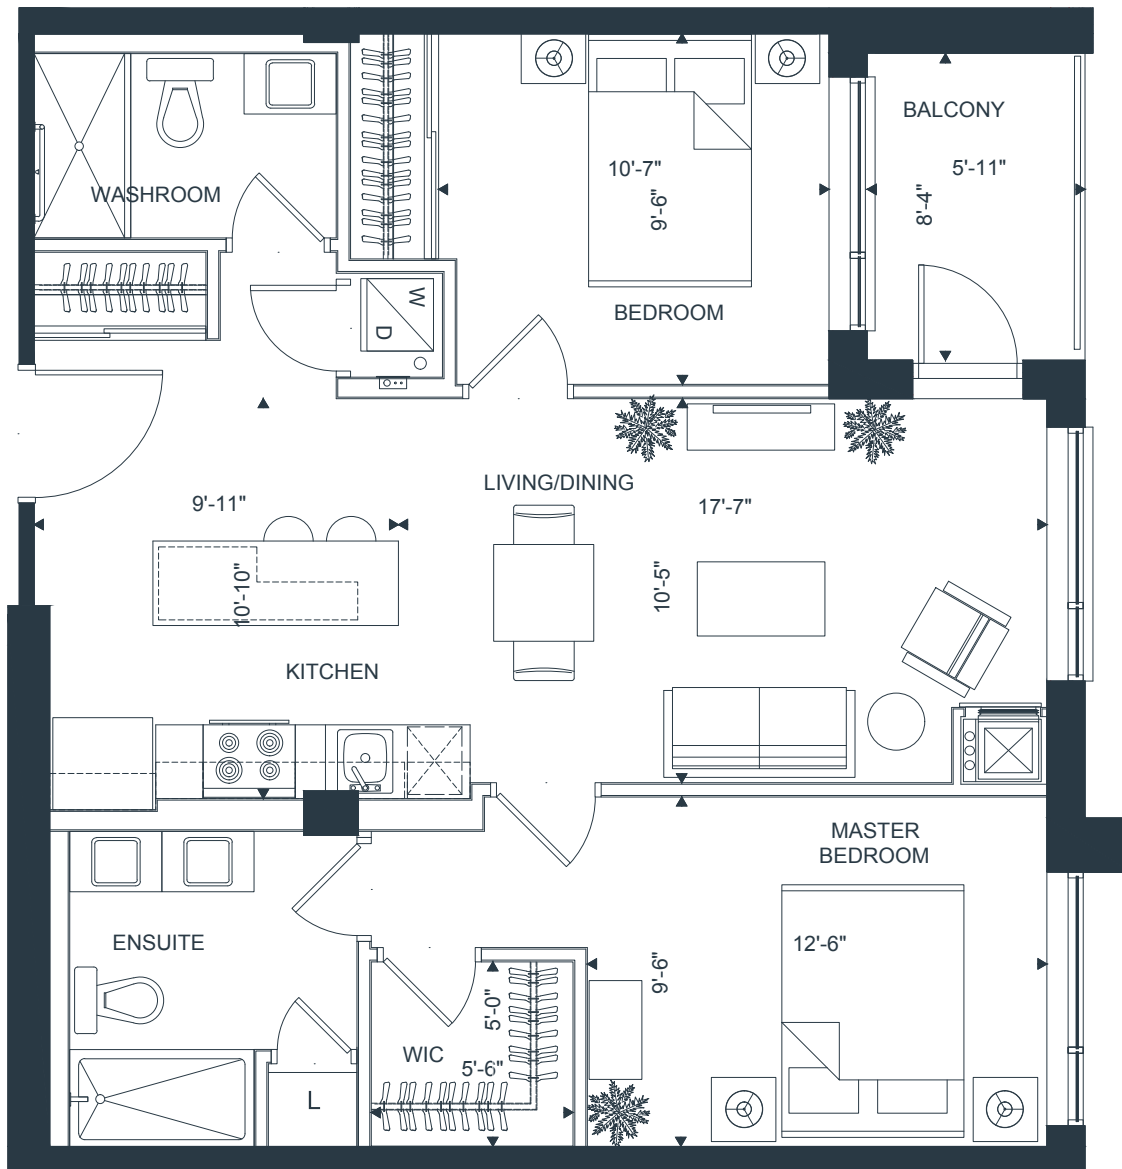 BALCONY
5'-11"
8'-4"
10'-7"
9'-6"
WASHROOM
BEDROOM
W
D
LIVING/DINING
9'-11"
17'-7"
10'-10"
10'-5"
KITCHEN
MASTER
BEDROOM
ENSUITE
12'-6"
9'-6"
5'-0"
WIC
5'-6"
L